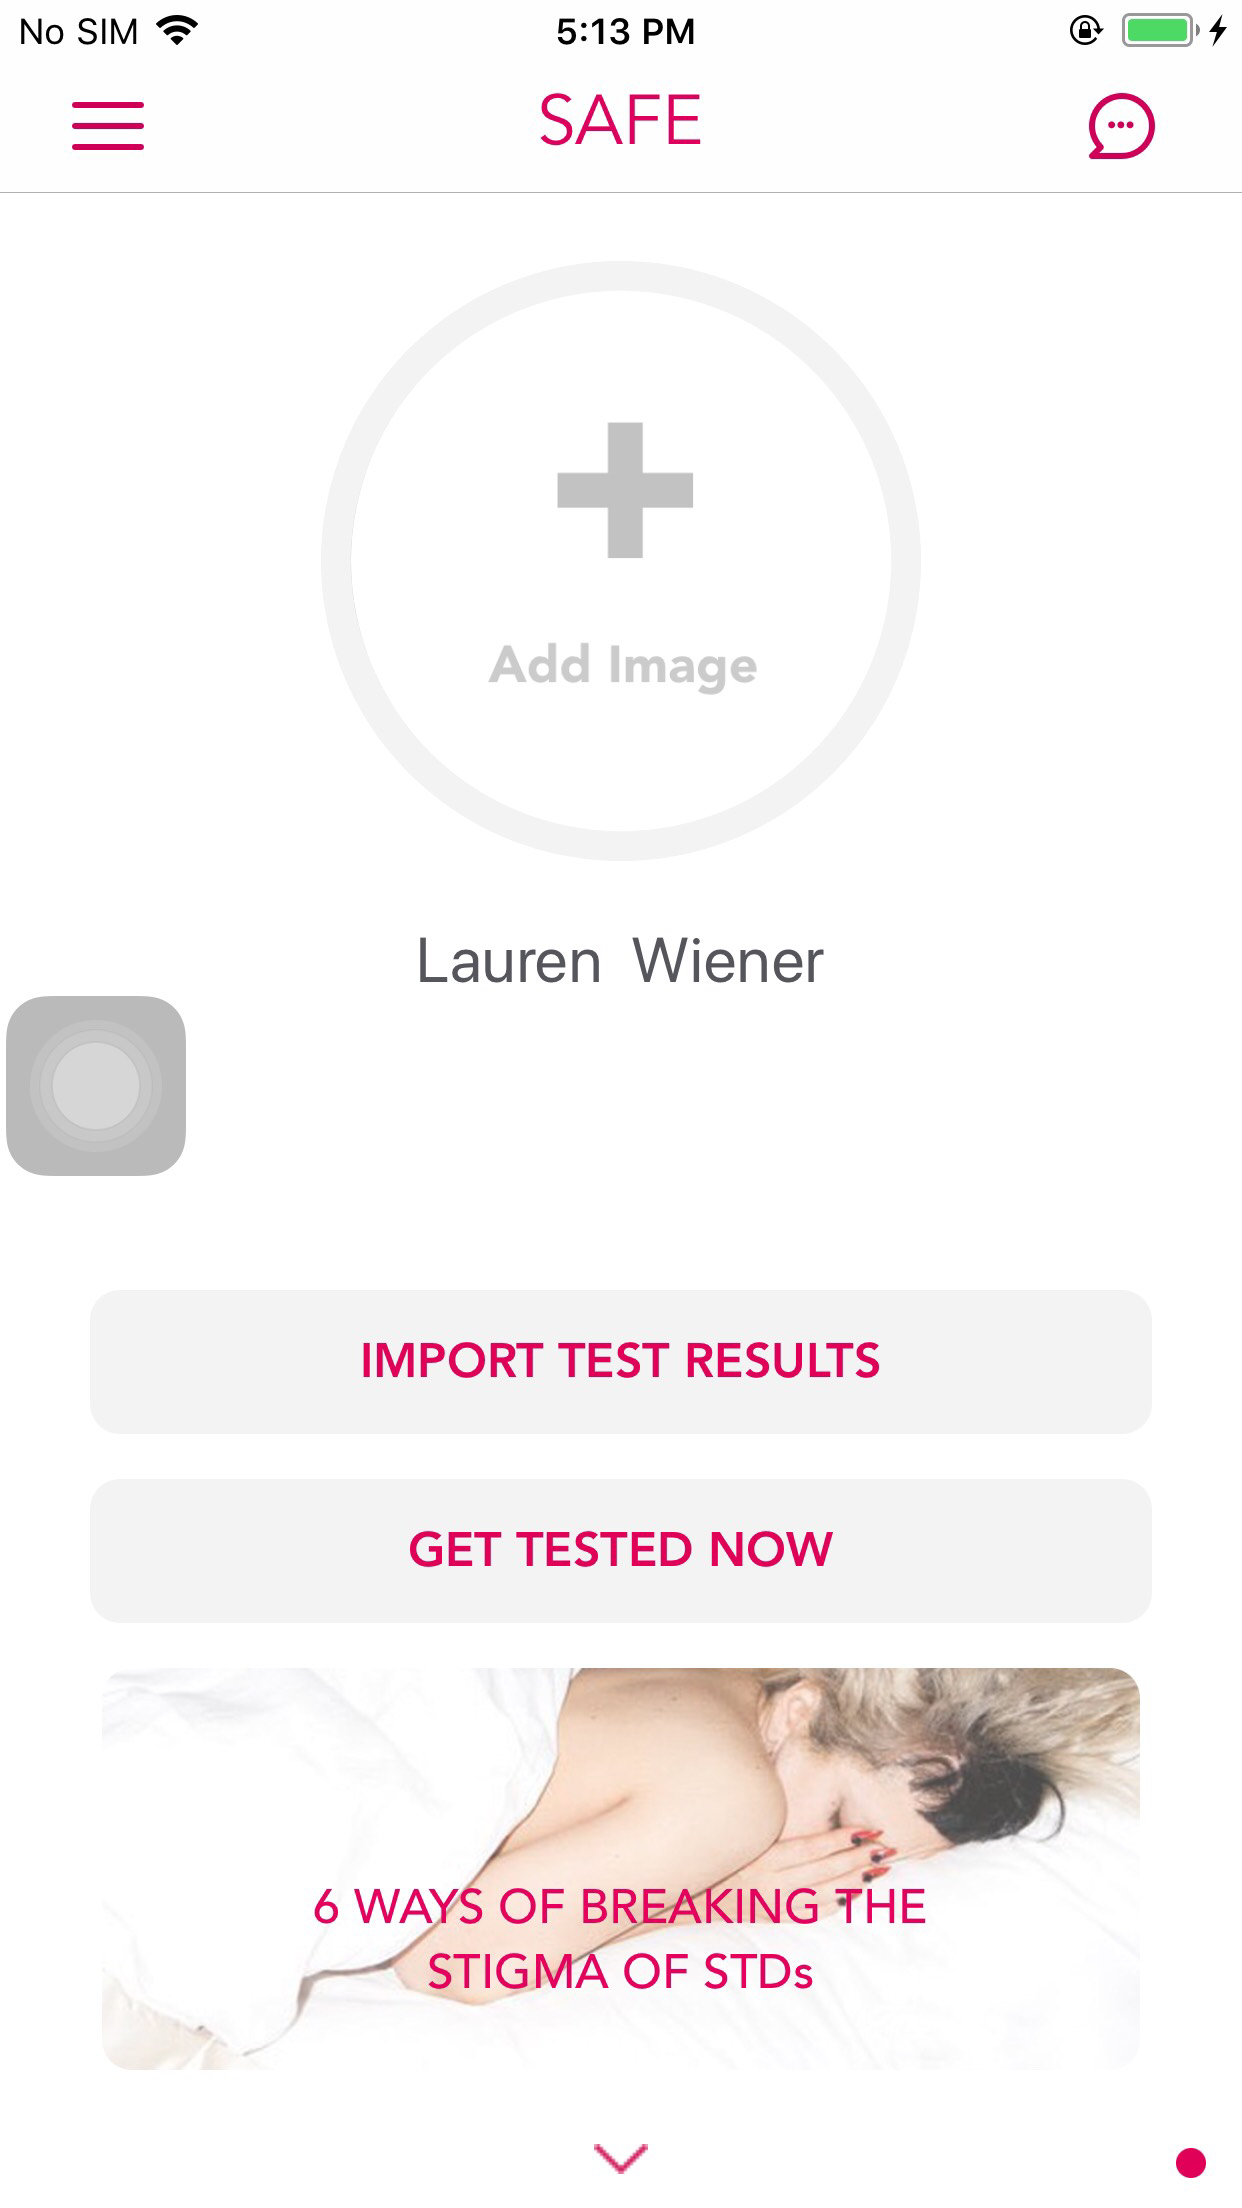 No SIM 5:13 PM
SAFE
Add Image
Lauren Wiener
IMPORT TEST RESULTS
GET TESTED NOW
6 WAYS OF BREAKING THE
STIGMA OF STDs